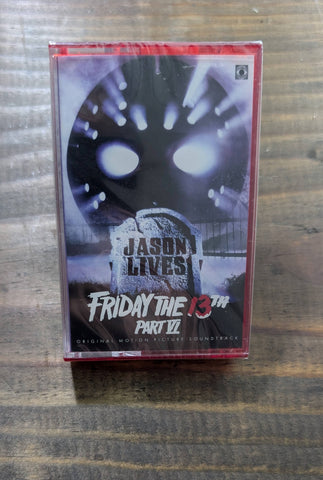 JASON
LIVES
FRIDAY THE 13TH
PART VI
ORIGINAL MOTION PICTURE SOUNDTRACK